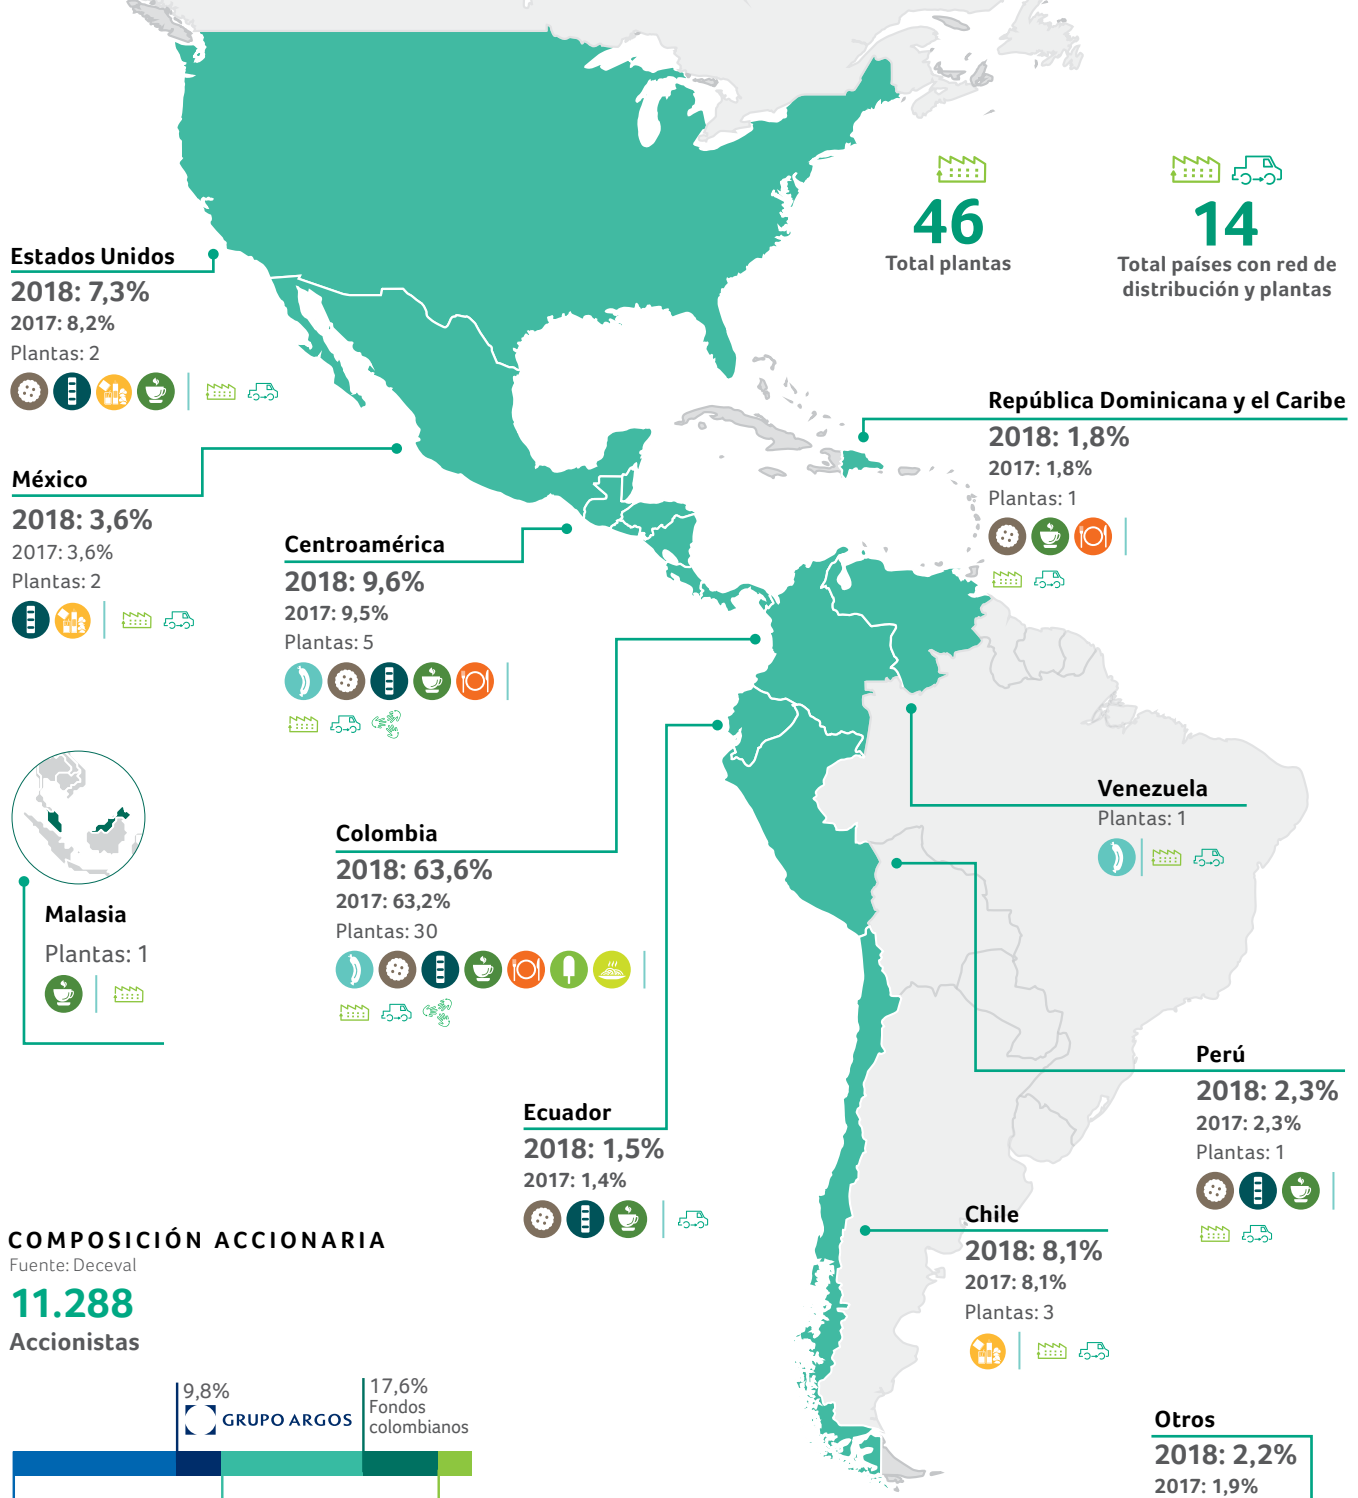 46
Total plantas
14
Total países con red de
distribución y plantas
Estados Unidos
2018: 7,3%
2017: 8,2%
Plantas: 2
República Dominicana y el Caribe
2018: 1,8%
2017: 1,8%
Plantas: 1
México
2018: 3,6%
2017: 3,6%
Plantas: 2
Centroamérica
2018: 9,6%
2017: 9,5%
Plantas: 5
Venezuela
Plantas: 1
Colombia
2018: 63,6%
2017: 63,2%
Plantas: 30
Malasia
Plantas: 1
Perú
2018: 2,3%
2017: 2,3%
Plantas: 1
Ecuador
2018: 1,5%
2017: 1,4%
Chile
2018: 8,1%
2017: 8,1%
Plantas: 3
COMPOSICIÓN ACCIONARIA
Fuente: Deceval
11.288
Accionistas
9,8%
GRUPO ARGOS
17,6%
Fondos
colombianos
Otros
2018: 2,2%
2017: 1,9%